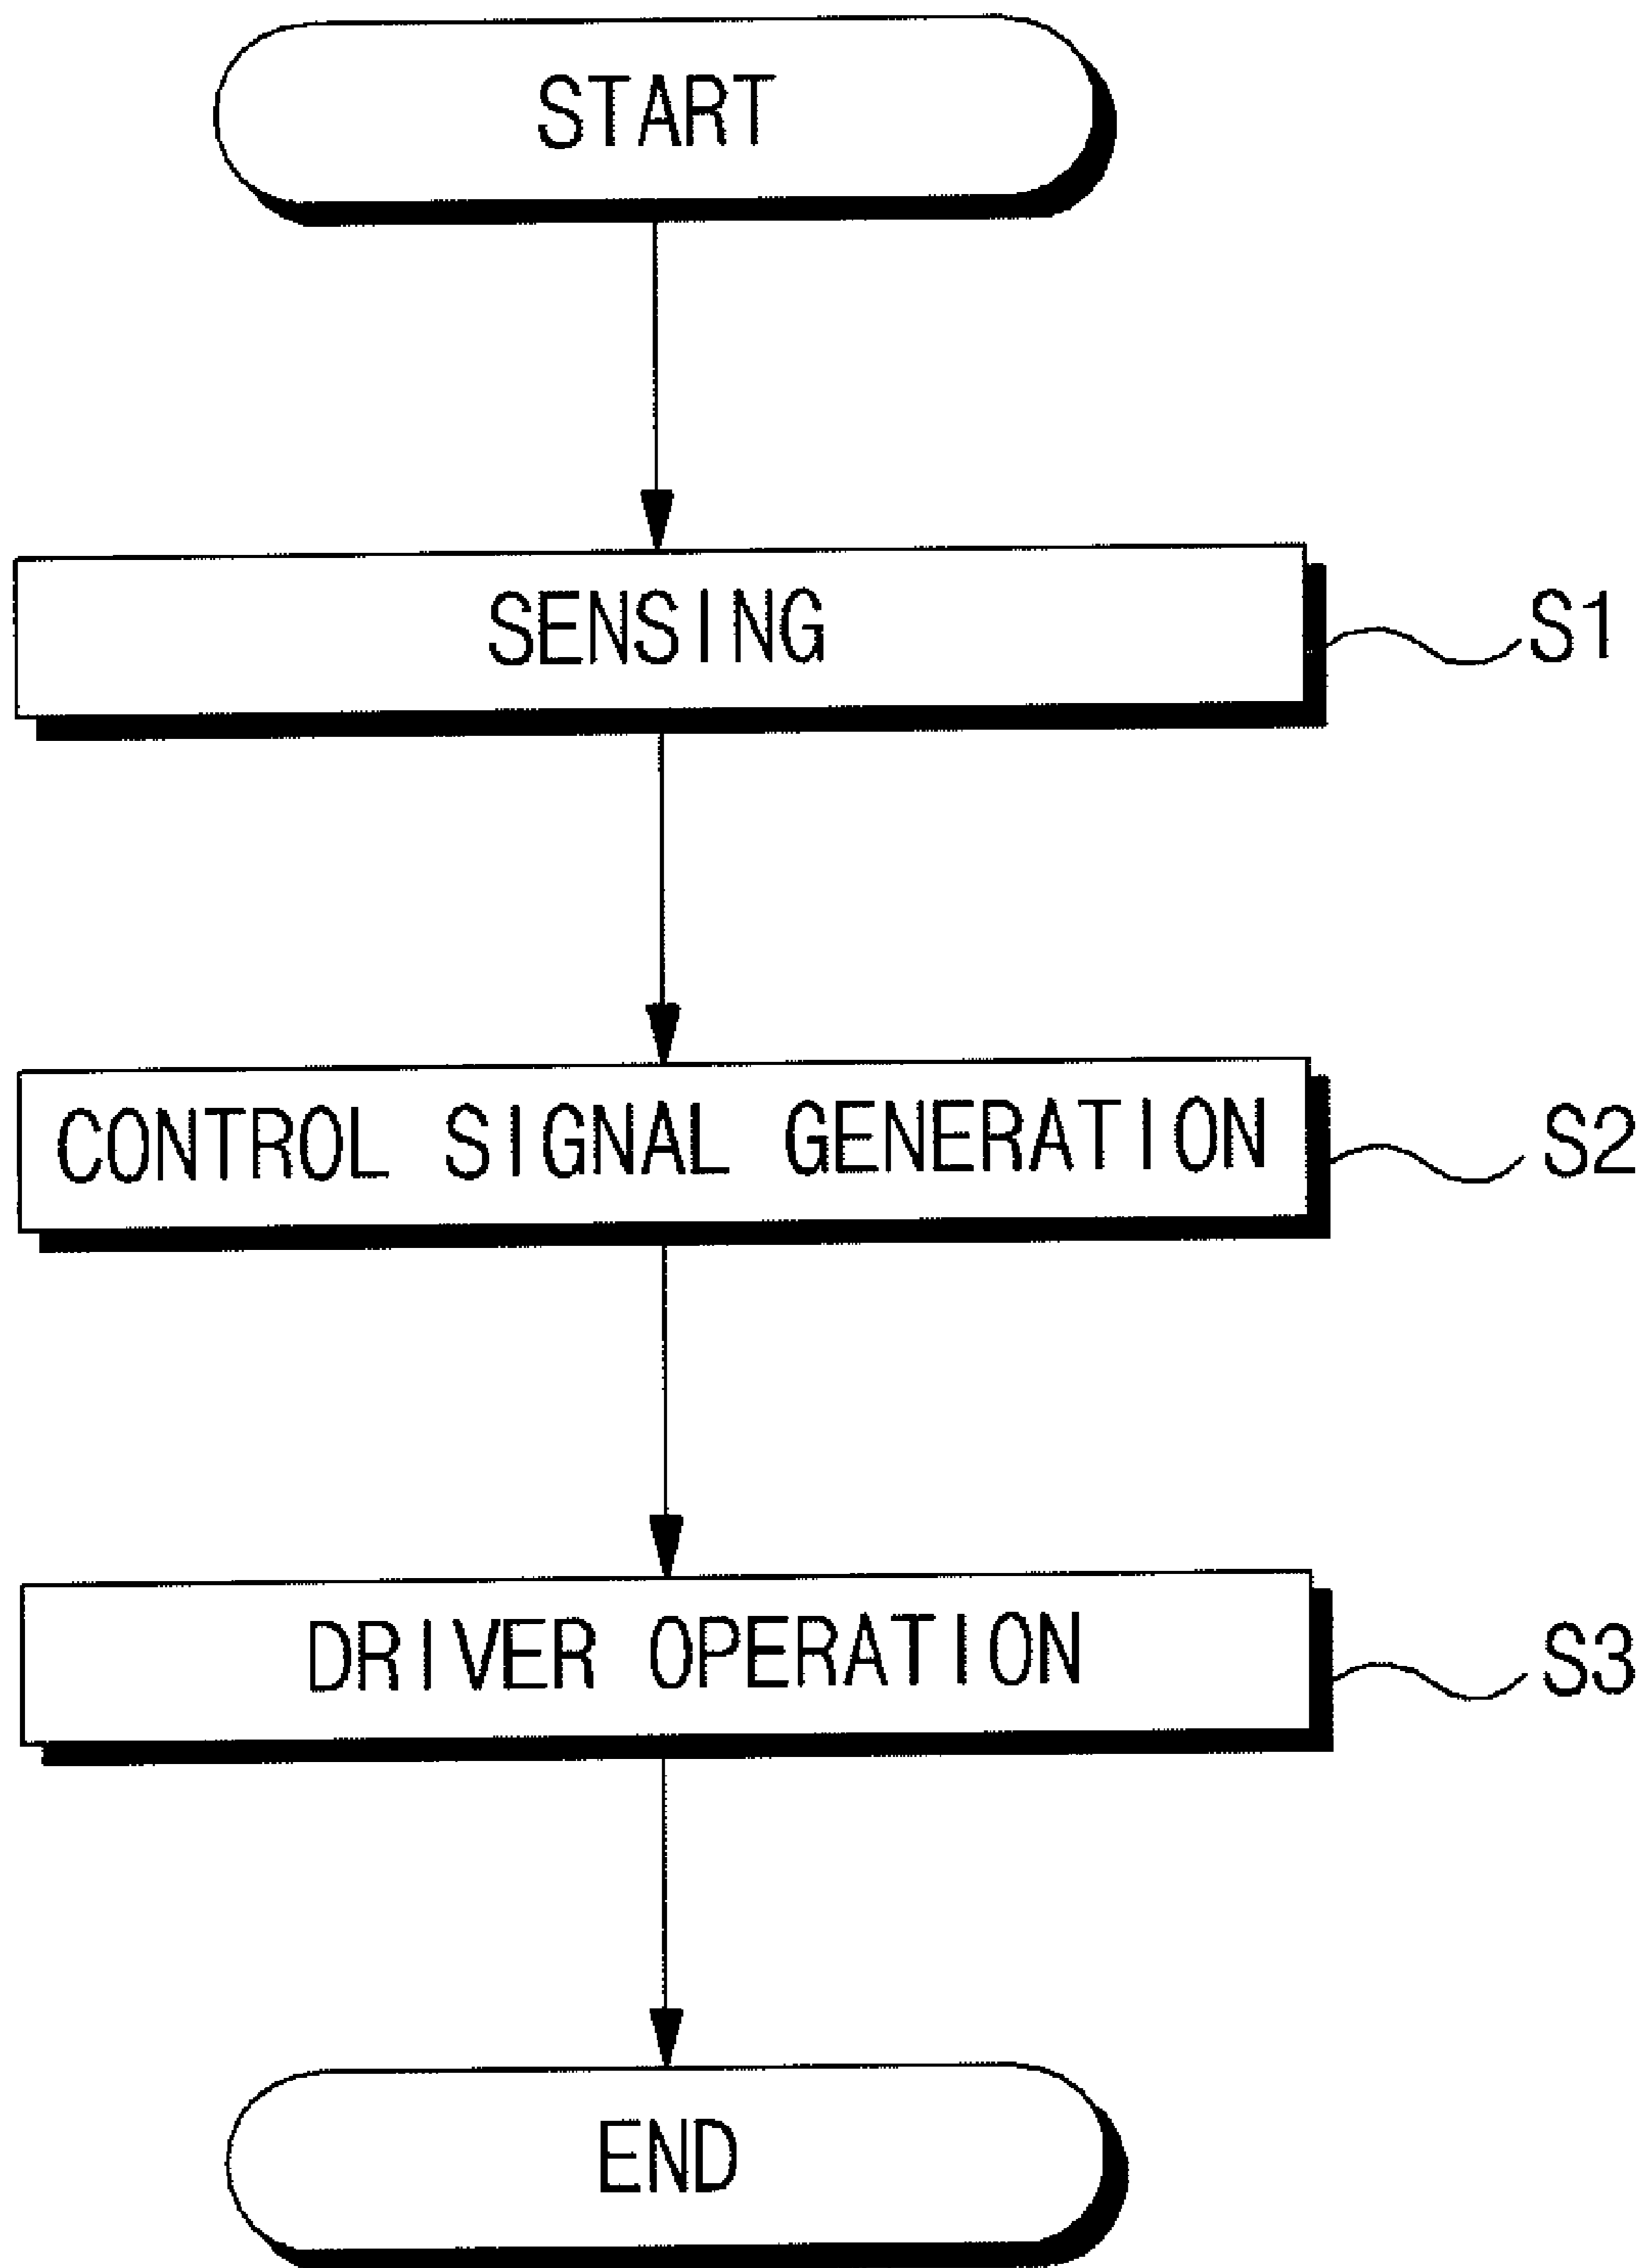 START
SENSING
S1
CONTROL SIGNAL GENERATION
S2
DRIVER OPERATION
S3
END